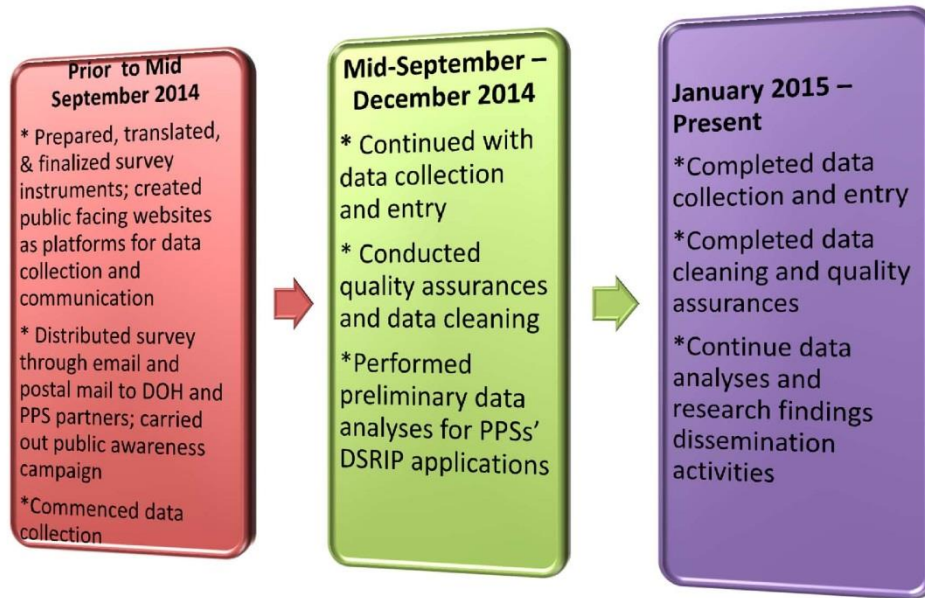 Prior to Mid
September 2014
* Prepared, translated,
& finalized survey
instruments; created
public facing websites
as platforms for data
collection and
communication
* Distributed survey
through email and
postal mail to DOH and
PPS partners; carried
out public awareness
campaign
*Commenced data
collection
Mid-September –
December 2014
* Continued with
data collection
and entry
* Conducted
quality assurances
and data cleaning
*Performed
preliminary data
analyses for PPSs’
DSRIP applications
January 2015 –
Present
*Completed data
collection and entry
*Completed data
cleaning and quality
assurances
*Continue data
analyses and
research findings
dissemination
activities